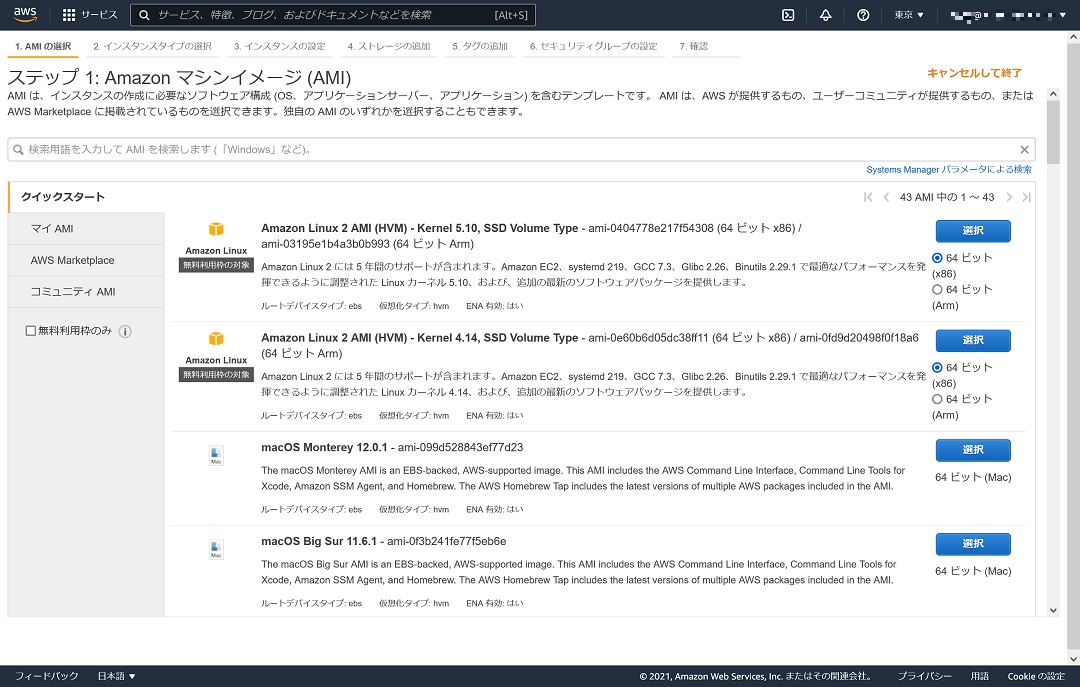 aws
サービス
サービス、特徴、ブログ、およびドキュメントなどを検索 [Alt+S]
東京 ▼
1. AMI の選択 2. インスタンスタイプの選択 3. インスタンスの設定 4. ストレージの追加 5. タグの追加 6. セキュリティグループの設定 7. 確認
ステップ 1: Amazon マシンイメージ (AMI)
キャンセルして終了
AMI は、インスタンスの作成に必要なソフトウェア構成 (OS、アプリケーションサーバー、アプリケーション) を含むテンプレートです。 AMI は、AWS が提供するもの、ユーザーコミュニティが提供するもの、または
AWS Marketplace に掲載されているものを選択できます。独自の AMI のいずれかを選択することもできます。
検索用語を入力して AMI を検索します (「Windows」など)。
Systems Manager パラメータによる検索
クイックスタート
43 AMI 中の 1 ～ 43
マイ AMI
AWS Marketplace
コミュニティ AMI
無料利用枠のみ
Amazon Linux
無料利用枠の対象
Amazon Linux 2 AMI (HVM) - Kernel 5.10, SSD Volume Type - ami-0404778e217f54308 (64 ビット x86) /
ami-03195e1b4a3b0b993 (64 ビット Arm)
Amazon Linux 2 には 5 年間のサポートが含まれます。Amazon EC2、systemd 219、GCC 7.3、Glibc 2.26、Binutils 2.29.1 で最適なパフォーマンスを発
揮できるように調整された Linux カーネル 5.10、および、追加の最新のソフトウェアパッケージを提供します。
ルートデバイスタイプ: ebs 仮想化タイプ: hvm ENA 有効: はい
選択
64 ビット
(x86)
64 ビット
(Arm)
Amazon Linux
無料利用枠の対象
Amazon Linux 2 AMI (HVM) - Kernel 4.14, SSD Volume Type - ami-0e60b6d05dc38ff11 (64 ビット x86) / ami-0fd9d20498f0f18a6
(64 ビット Arm)
Amazon Linux 2 には 5 年間のサポートが含まれます。Amazon EC2、systemd 219、GCC 7.3、Glibc 2.26、Binutils 2.29.1 で最適なパフォーマンスを発
揮できるように調整された Linux カーネル 4.14、および、追加の最新のソフトウェアパッケージを提供します。
ルートデバイスタイプ: ebs 仮想化タイプ: hvm ENA 有効: はい
選択
64 ビット
(x86)
64 ビット
(Arm)
Mac
macOS Monterey 12.0.1 - ami-099d528843ef77d23
The macOS Monterey AMI is an EBS-backed, AWS-supported image. This AMI includes the AWS Command Line Interface, Command Line Tools for
Xcode, Amazon SSM Agent, and Homebrew. The AWS Homebrew Tap includes the latest versions of multiple AWS packages included in the AMI.
ルートデバイスタイプ: ebs 仮想化タイプ: hvm ENA 有効: はい
選択
64 ビット (Mac)
Mac
macOS Big Sur 11.6.1 - ami-0f3b241fe77f5eb6e
The macOS Big Sur AMI is an EBS-backed, AWS-supported image. This AMI includes the AWS Command Line Interface, Command Line Tools for
Xcode, Amazon SSM Agent, and Homebrew. The AWS Homebrew Tap includes the latest versions of multiple AWS packages included in the AMI.
ルートデバイスタイプ: ebs 仮想化タイプ: hvm ENA 有効: はい
選択
64 ビット (Mac)
フィードバック 日本語 ▼ © 2021, Amazon Web Services, Inc. またはその関連会社。 プライバシー 用語 Cookie の設定